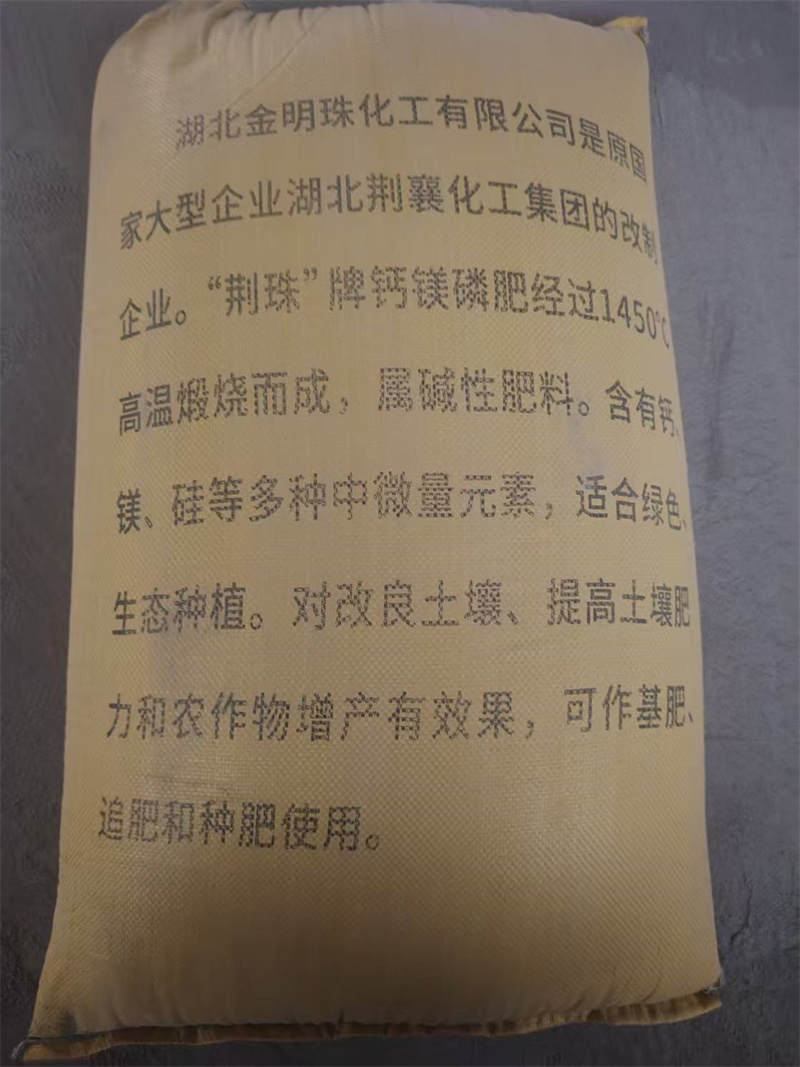 湖北金明珠化工有限公司是原国
家大型企业湖北荆襄化工集团的改制
企业。“荆珠”牌钙镁磷肥经过1450℃
高温煅烧而成，属碱性肥料。含有钙、
镁、硅等多种中微量元素，适合绿色、
生态种植。对改良土壤、提高土壤肥
力和农作物增产有效果，可作基肥、
追肥和种肥使用。